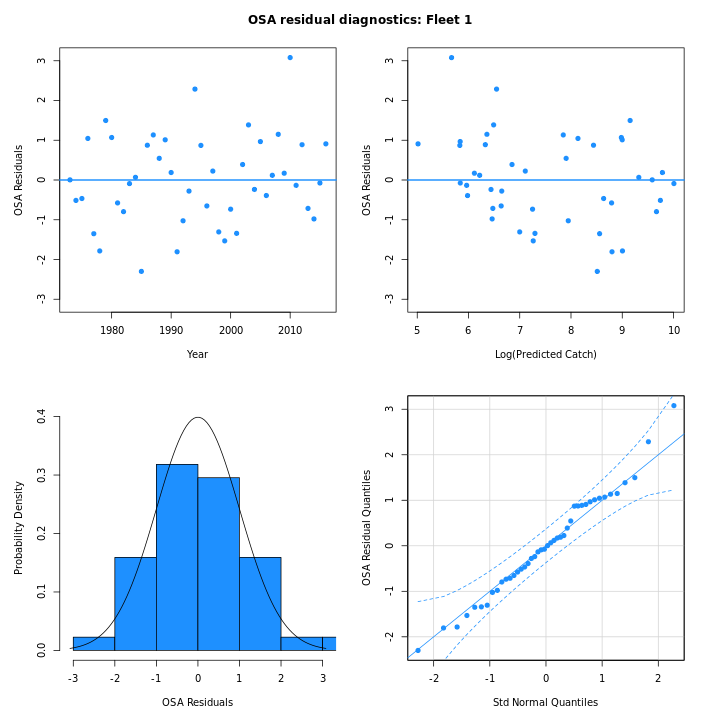 OSA residual diagnostics: Fleet 1
OSA Residuals
3
2
1
0
-1
-2
-3
1980 1990 2000 2010
Year
OSA Residuals
3
2
1
0
-1
-2
-3
5 6 7 8 9 10
Log(Predicted Catch)
Probability Density
0.4
0.3
0.2
0.1
0.0
-3 -2 -1 0 1 2 3
OSA Residuals
OSA Residual Quantiles
3
2
1
0
-1
-2
-2 -1 0 1 2
Std Normal Quantiles